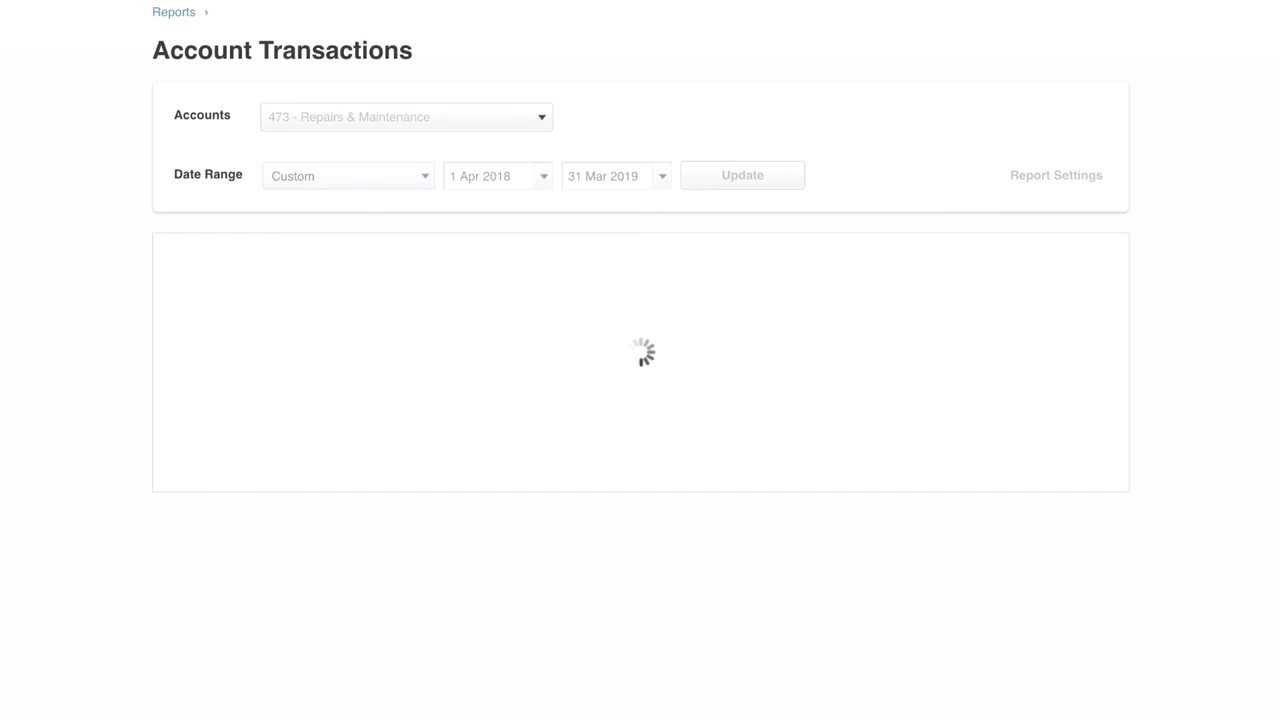 Reports ›
Account Transactions
Accounts 473 - Repairs & Maintenance
Date Range Custom 1 Apr 2018 31 Mar 2019 Update Report Settings